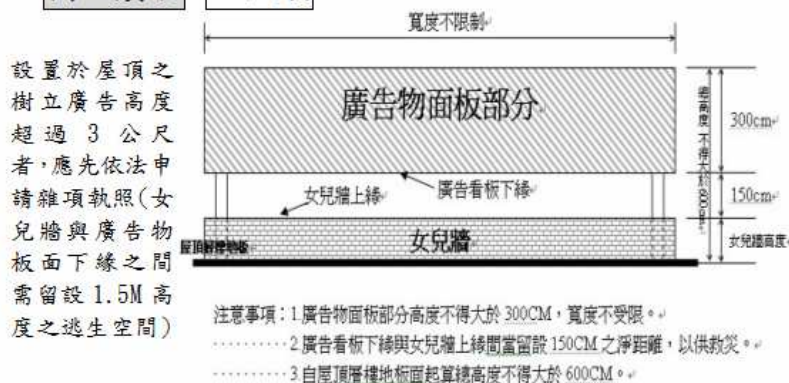 寬度不限制
設置於屋頂之
樹立廣告高度
超過 3 公尺
者，應先依法申
請雜項執照(女
兒牆與廣告物
板面下緣之間
需留設 1.5M 高
度之逃生空間)
廣告物面板部分
總高度 不得大於600cm
300cm
150cm
女兒牆高度
女兒牆上緣
廣告看板下緣
女兒牆
注意事項：1.廣告物面板部分高度不得大於 300CM，寬度不受限。
··········2.廣告看板下緣與女兒牆上緣間當留設 150CM 之淨距離，以供救災。
··········3.自屋頂層樓地板面起算總高度不得大於 600CM。